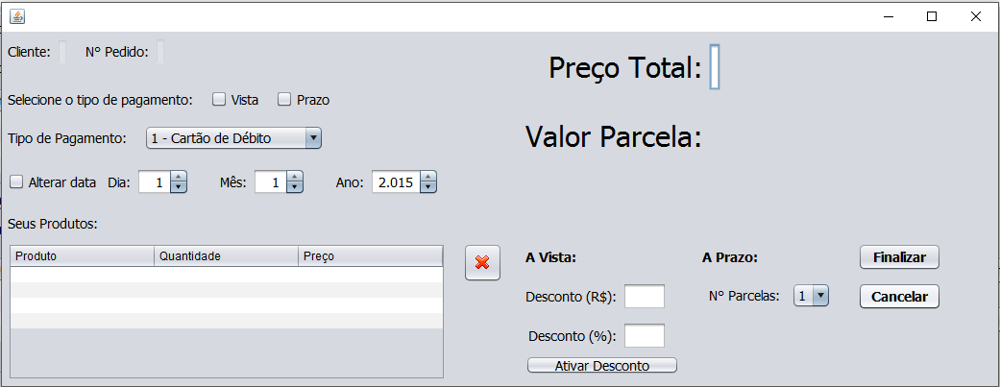 Cliente: Nº Pedido:
Preço Total:
Selecione o tipo de pagamento: Vista Prazo
Tipo de Pagamento: 1 - Cartão de Débito
Valor Parcela:
Alterar data Dia: 1 Mês: 1 Ano: 2.015
Seus Produtos:
Produto Quantidade Preço
A Vista: A Prazo: Finalizar
Desconto (R$): Nº Parcelas: 1 Cancelar
Desconto (%):
Ativar Desconto